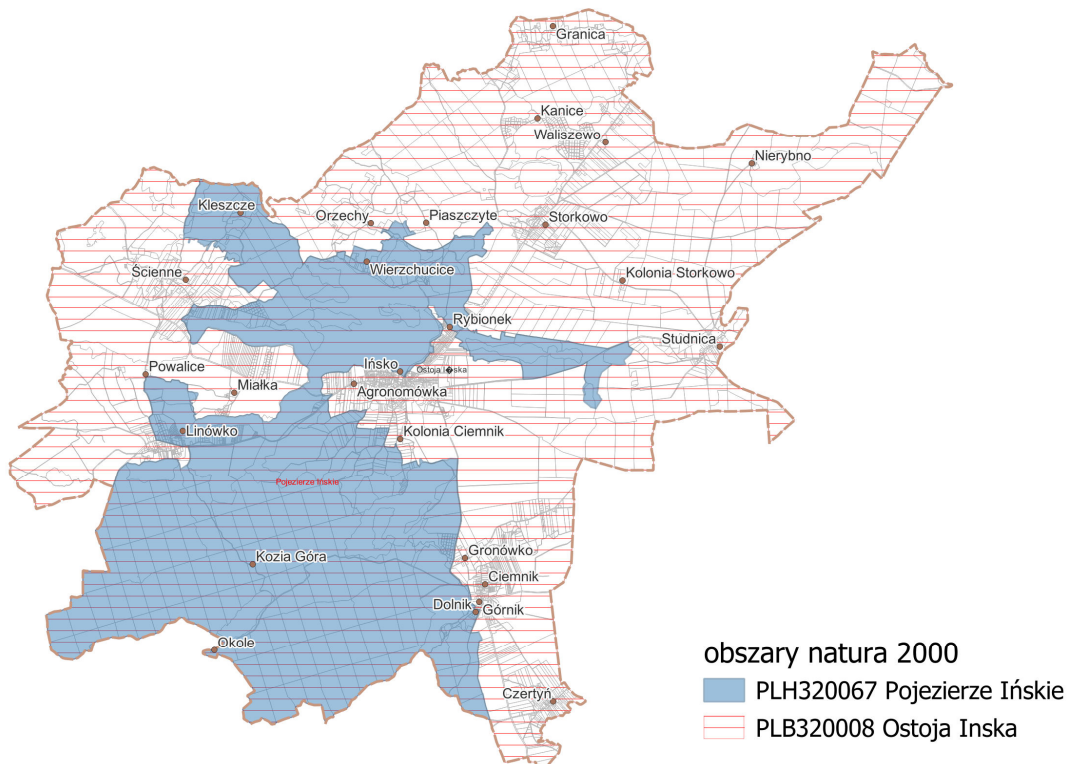 Granica
Kanice
Waliszewo
Nierybno
Kleszcze
Orzechy
Piaszczyte
Storkowo
Ścienne
Wierzchucice
Kolonia Storkowo
Rybionek
Studnica
Powalice
Miałka
Ińsko
Ostoja I�ska
Agronomówka
Linówko
Kolonia Ciemnik
Pojezierze Ińskie
Kozia Góra
Gronówko
Ciemnik
Dolnik
Górnik
Okole
Czertyń
obszary natura 2000
PLH320067 Pojezierze Ińskie
PLB320008 Ostoja Inska